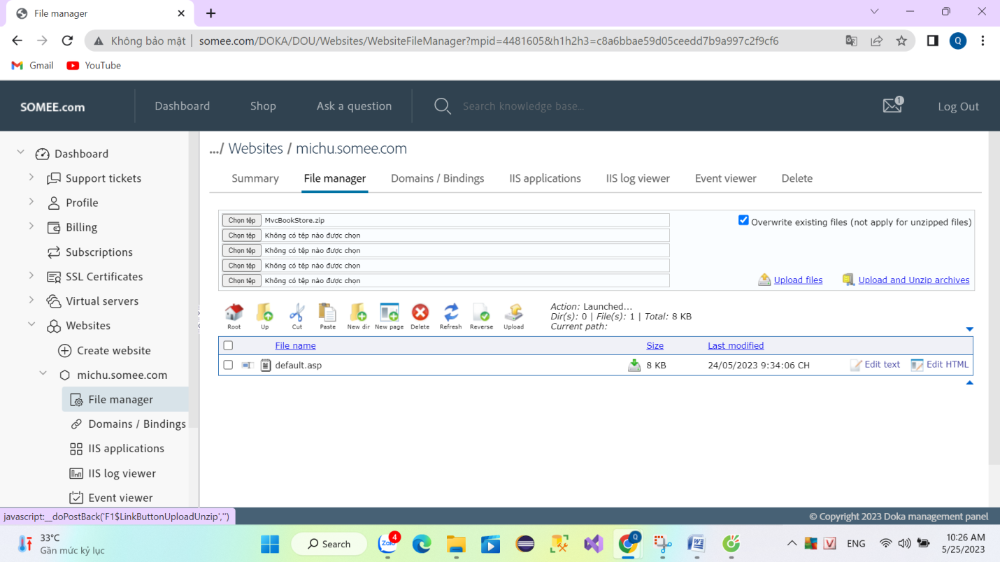 File manager
Không bảo mật
somee.com/DOKA/DOU/Websites/WebsiteFileManager?mpid=4481605&h1h2h3=c8a6bbae59d05ceedd7b9a997c2f9cf6
Q
Gmail
YouTube
SOMEE.com
Dashboard
Shop
Ask a question
Search knowledge base...
1
Log Out
Dashboard
Support tickets
Profile
Billing
Subscriptions
SSL Certificates
Virtual servers
Websites
Create website
michu.somee.com
File manager
Domains / Bindings
IIS applications
IIS log viewer
Event viewer
.../ Websites / michu.somee.com
Summary
File manager
Domains / Bindings
IIS applications
IIS log viewer
Event viewer
Delete
Chọn tệp MvcBookStore.zip
Chọn tệp Không có tệp nào được chọn
Chọn tệp Không có tệp nào được chọn
Chọn tệp Không có tệp nào được chọn
Chọn tệp Không có tệp nào được chọn
Overwrite existing files (not apply for unzipped files)
Upload files
Upload and Unzip archives
Root
Up
Cut
Paste
New dir
New page
Delete
Refresh
Reverse
Upload
Action: Launched...
Dir(s): 0 | File(s): 1 | Total: 8 KB
Current path:
File name
Size
Last modified
default.asp
8 KB
24/05/2023 9:34:06 CH
Edit text
Edit HTML
javascript:__doPostBack('F1$LinkButtonUploadUnzip','')
© Copyright 2023 Doka management panel
33°C
Gần mức kỷ lục
Search
Zalo
4
Q
W
V
ENG
10:26 AM
5/25/2023